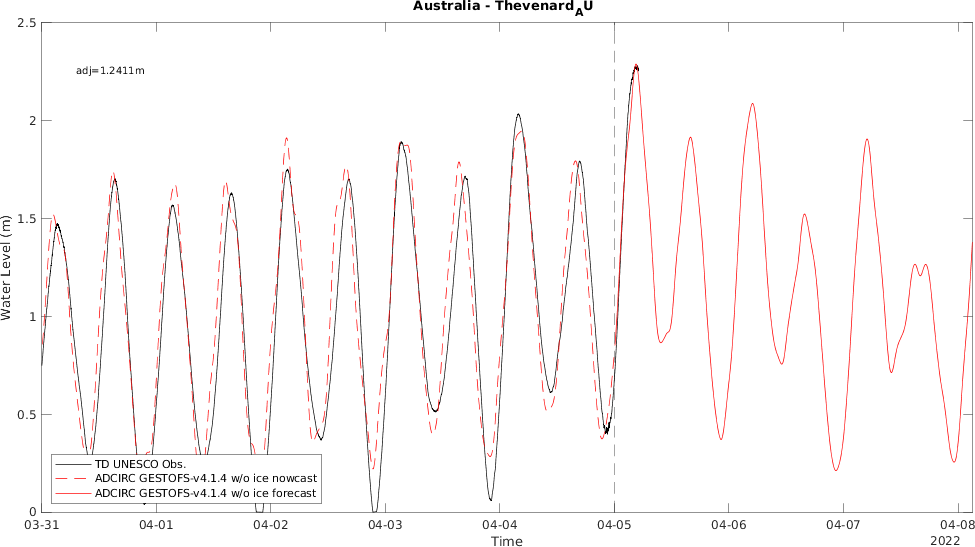 Australia - Thevenard_AU
adj=1.2411m
Water Level (m)
2.5
2
1.5
1
0.5
0
TD UNESCO Obs.
ADCIRC GESTOFS-v4.1.4 w/o ice nowcast
ADCIRC GESTOFS-v4.1.4 w/o ice forecast
03-31 04-01 04-02 04-03 04-04 04-05 04-06 04-07 04-08
Time
2022